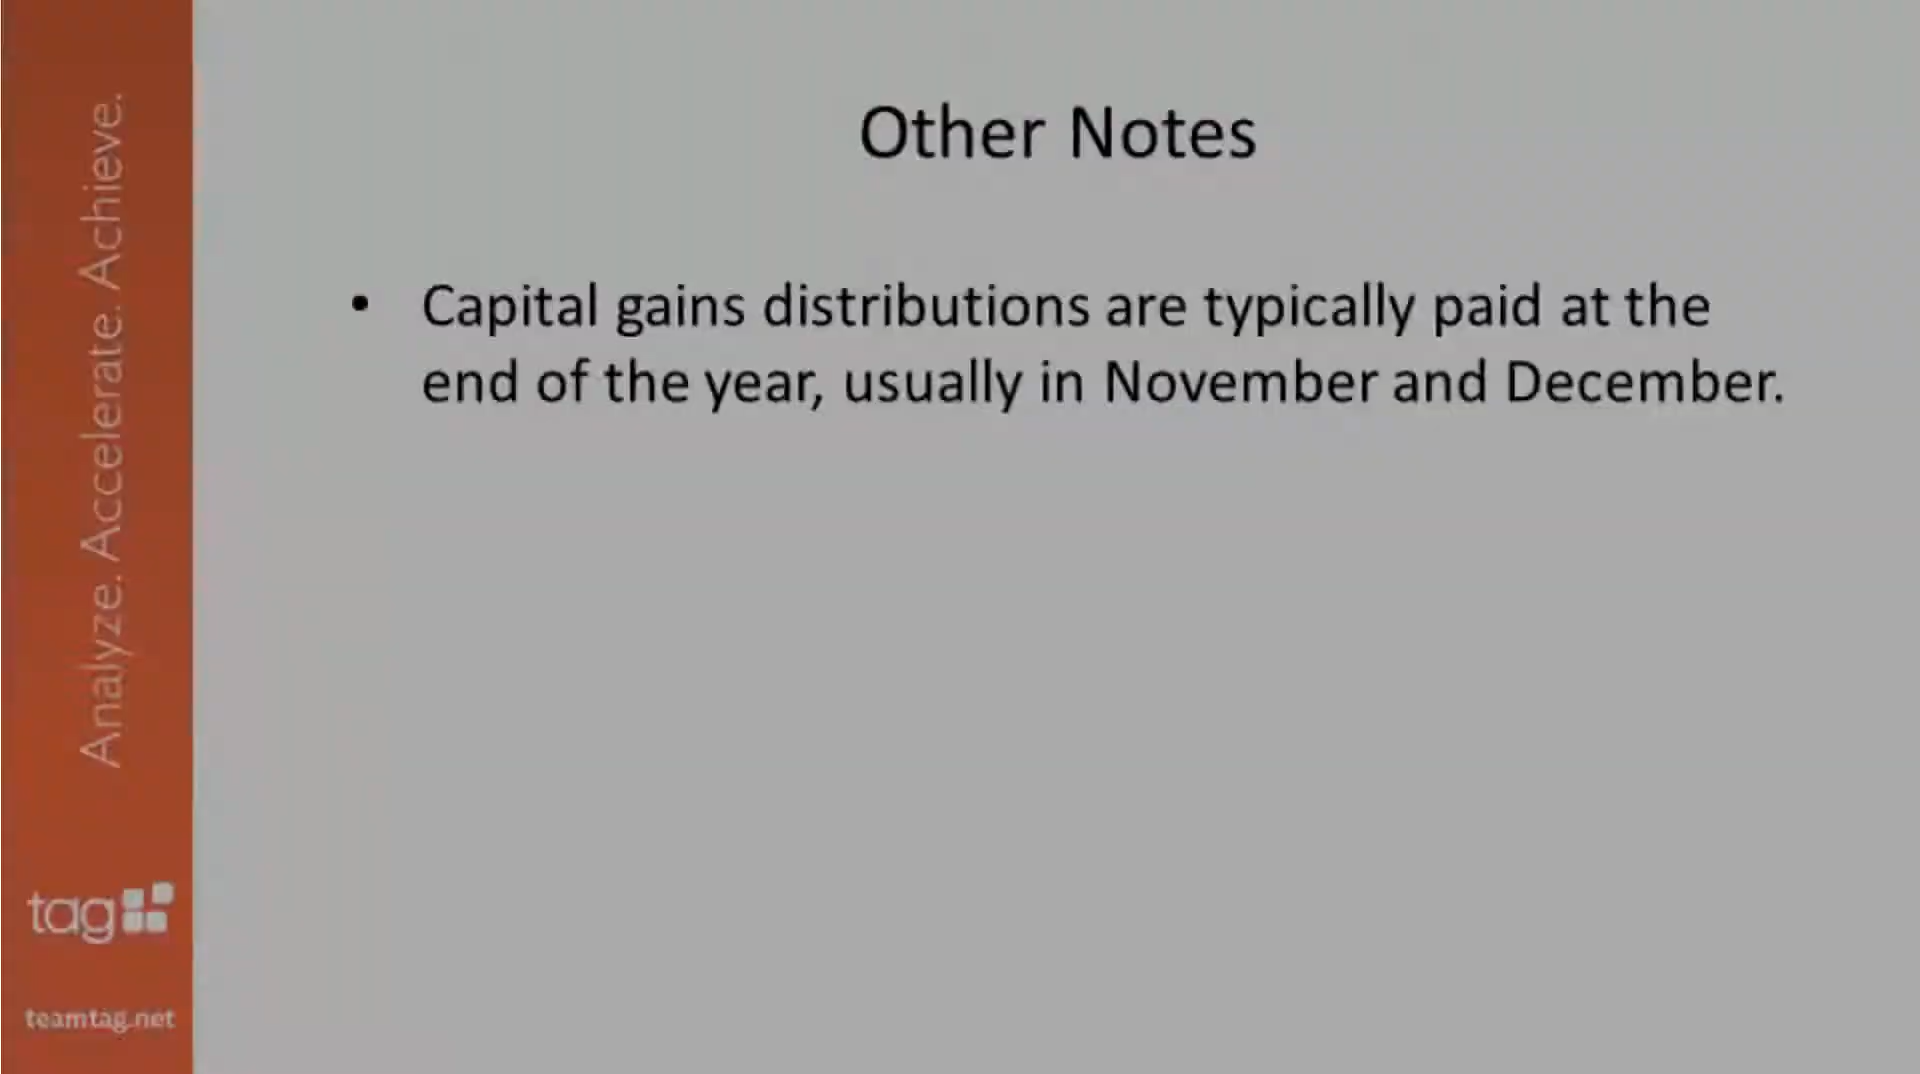 Other Notes
• Capital gains distributions are typically paid at the
end of the year, usually in November and December.
Analyze. Accelerate. Achieve.
tag
teamtag.net